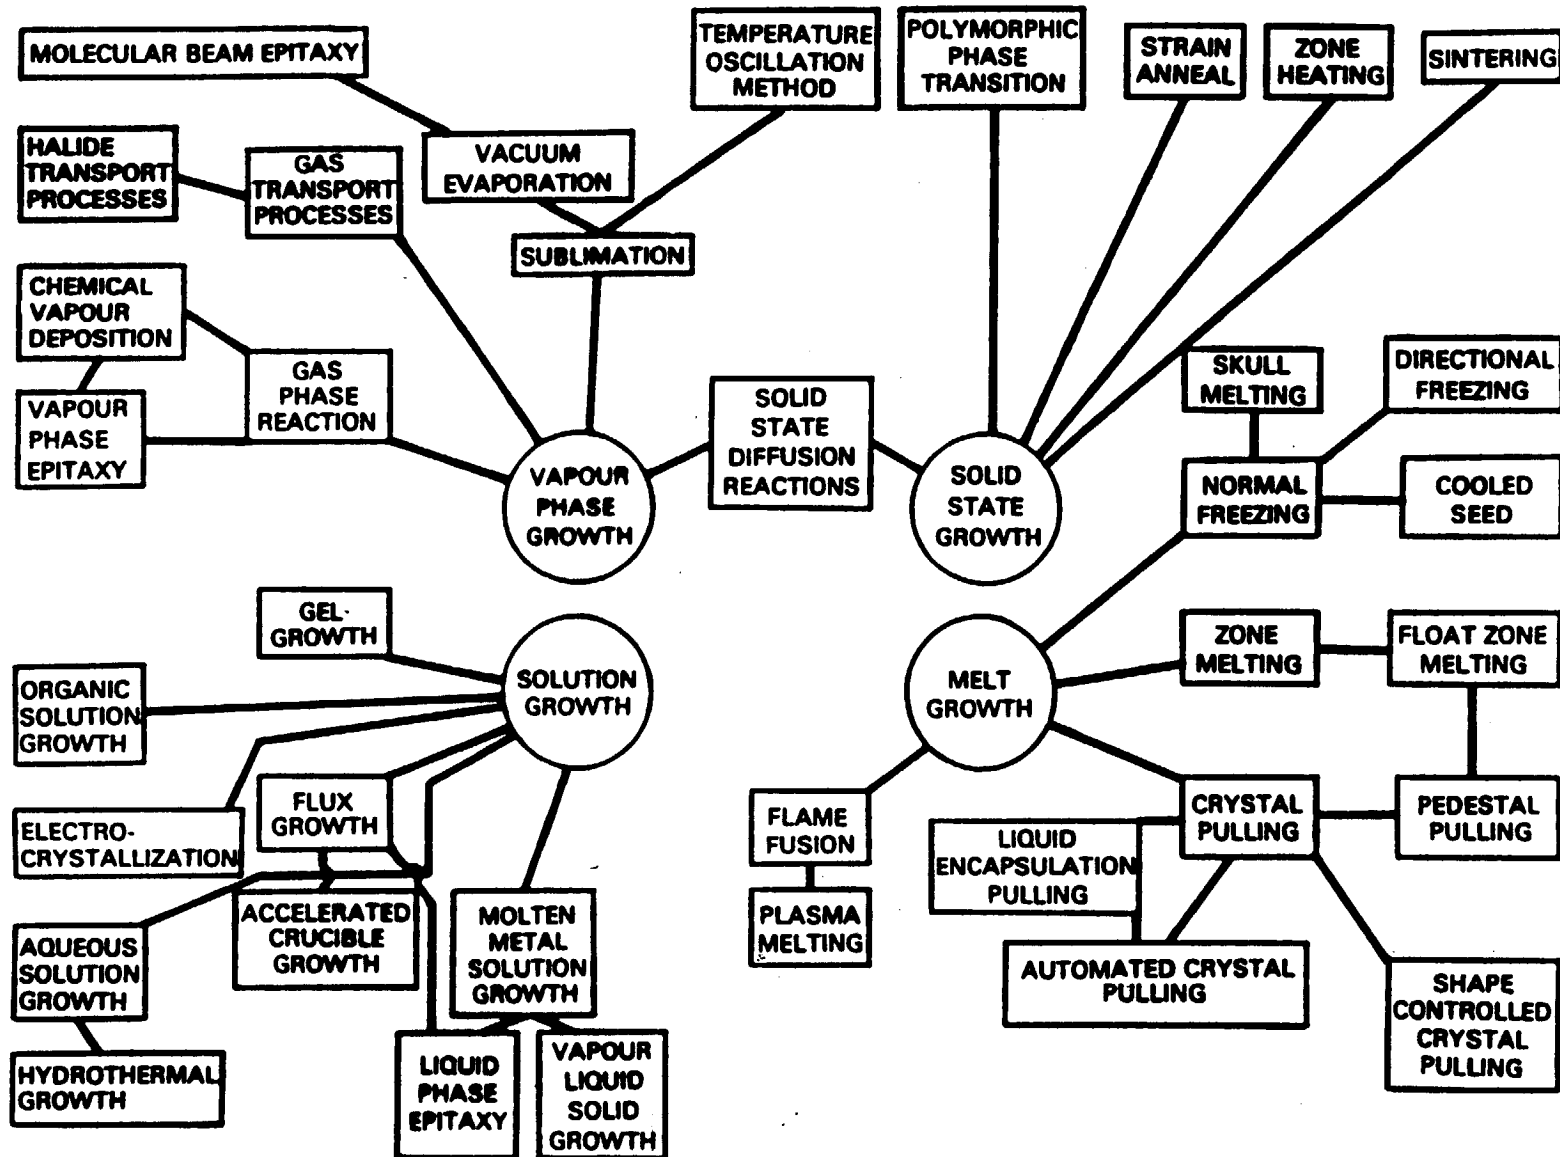 MOLECULAR BEAM EPITAXY
TEMPERATURE
OSCILLATION
METHOD
POLYMORPHIC
PHASE
TRANSITION
STRAIN
ANNEAL
ZONE
HEATING
SINTERING
HALIDE
TRANSPORT
PROCESSES
GAS
TRANSPORT
PROCESSES
VACUUM
EVAPORATION
SUBLIMATION
CHEMICAL
VAPOUR
DEPOSITION
GAS
PHASE
REACTION
VAPOUR
PHASE
EPITAXY
VAPOUR
PHASE
GROWTH
SOLID
STATE
DIFFUSION
REACTIONS
SOLID
STATE
GROWTH
SKULL
MELTING
DIRECTIONAL
FREEZING
NORMAL
FREEZING
COOLED
SEED
GEL
GROWTH
ORGANIC
SOLUTION
GROWTH
SOLUTION
GROWTH
MELT
GROWTH
ZONE
MELTING
FLOAT ZONE
MELTING
ELECTRO-
CRYSTALLIZATION
FLUX
GROWTH
FLAME
FUSION
LIQUID
ENCAPSULATION
PULLING
CRYSTAL
PULLING
PEDESTAL
PULLING
AQUEOUS
SOLUTION
GROWTH
ACCELERATED
CRUCIBLE
GROWTH
MOLTEN
METAL
SOLUTION
GROWTH
PLASMA
MELTING
AUTOMATED CRYSTAL
PULLING
SHAPE
CONTROLLED
CRYSTAL
PULLING
HYDROTHERMAL
GROWTH
LIQUID
PHASE
EPITAXY
VAPOUR
LIQUID
SOLID
GROWTH